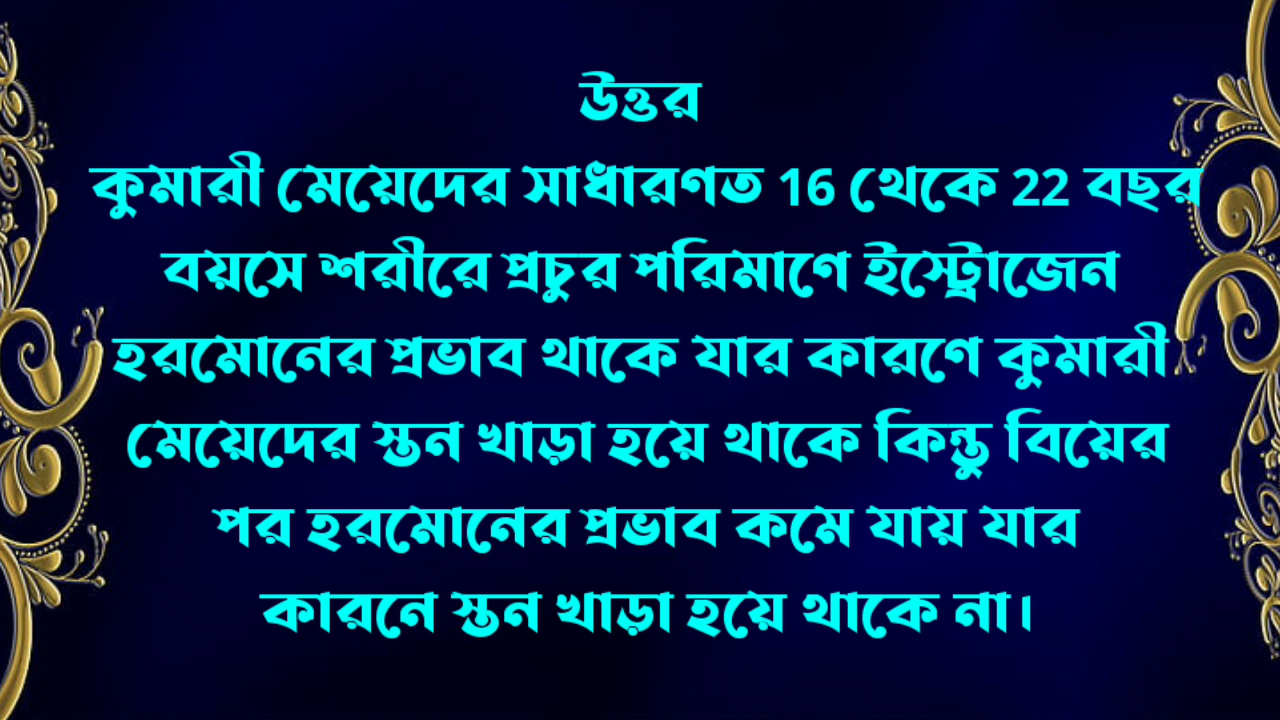 উত্তর
কুমারী মেয়েদের সাধারণত 16 থেকে 22 বছর
বয়সে শরীরে প্রচুর পরিমাণে ইস্ট্রোজেন
হরমোনের প্রভাব থাকে যার কারণে কুমারী
মেয়েদের স্তন খাড়া হয়ে থাকে কিন্তু বিয়ের
পর হরমোনের প্রভাব কমে যায় যার
কারনে স্তন খাড়া হয়ে থাকে না।